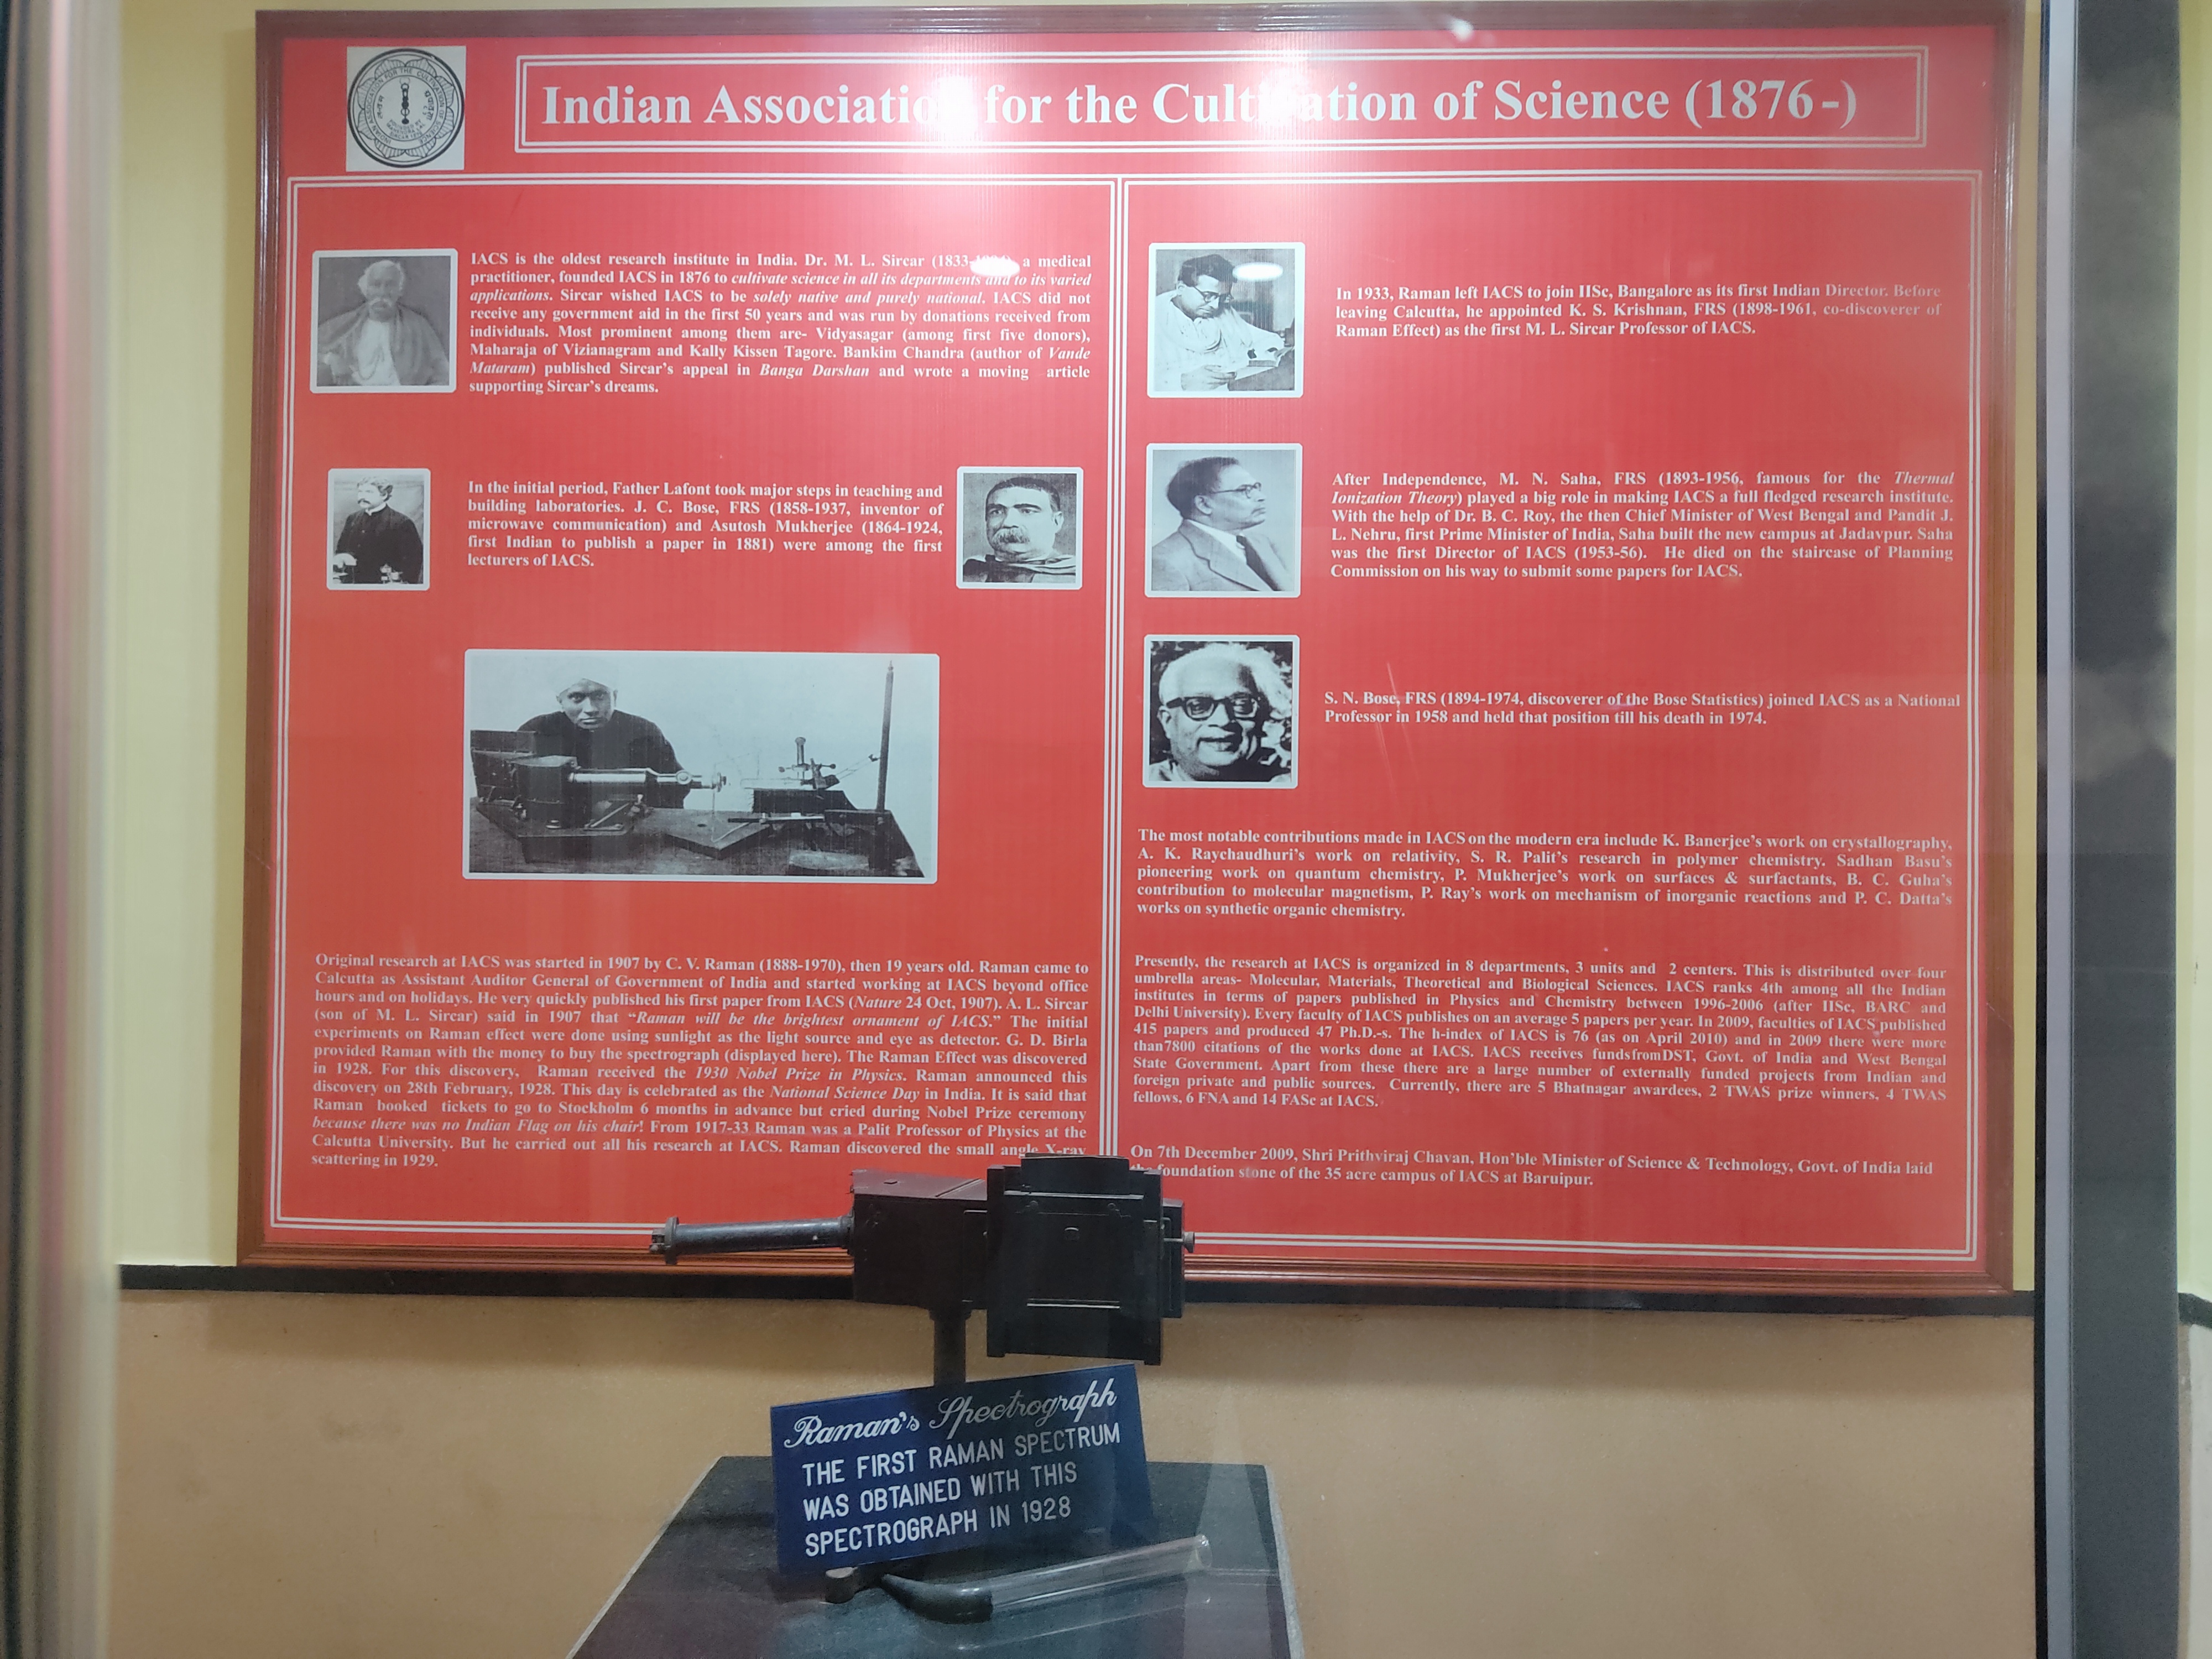 Indian Association for the Cultivation of Science (1876-)
IACS is the oldest research institute in India. Dr. M. L. Sircar (1833- a medical
practitioner, founded IACS in 1876 to cultivate science in all its departments and to its varied
applications. Sircar wished IACS to be solely native and purely national. IACS did not
receive any government aid in the first 50 years and was run by donations received from
individuals. Most prominent among them are- Vidyasagar (among first five donors),
Maharaja of Vizianagram and Kally Kissen Tagore. Bankim Chandra (author of Vande
Mataram) published Sircar's appeal in Banga Darshan and wrote a moving article
supporting Sircar's dreams.
In the initial period, Father Lafont took major steps in teaching and
building laboratories. J. C. Bose, FRS (1858-1937, inventor of
microwave communication) and Asutosh Mukherjee (1864-1924,
first Indian to publish a paper in 1881) were among the first
lecturers of IACS.
Original research at IACS was started in 1907 by C. V. Raman (1888-1970), then 19 years old. Raman came to
Calcutta as Assistant Auditor General of Government of India and started working at IACS beyond office
hours and on holidays. He very quickly published his first paper from IACS (Nature 24 Oct, 1907). A. L. Sircar
(son of M. L. Sircar) said in 1907 that "Raman will be the brightest ornament of IACS." The initial
experiments on Raman effect were done using sunlight as the light source and eye as detector. G. D. Birla
provided Raman with the money to buy the spectrograph (displayed here). The Raman Effect was discovered
in 1928. For this discovery, Raman received the 1930 Nobel Prize in Physics. Raman announced this
discovery on 28th February, 1928. This day is celebrated as the National Science Day in India. It is said that
Raman booked tickets to go to Stockholm 6 months in advance but cried during Nobel Prize ceremony
because there was no Indian Flag on his chair! From 1917-33 Raman was a Palit Professor of Physics at the
Calcutta University. But he carried out all his research at IACS. Raman discovered the small angle X-ray
scattering in 1929.
In 1933, Raman left IACS to join IISc, Bangalore as its first Indian Director. Before
leaving Calcutta, he appointed K. S. Krishnan, FRS (1898-1961, co-discoverer of
Raman Effect) as the first M. L. Sircar Professor of IACS.
After Independence, M. N. Saha, FRS (1893-1956, famous for the Thermal
Ionization Theory) played a big role in making IACS a full fledged research institute.
With the help of Dr. B. C. Roy, the then Chief Minister of West Bengal and Pandit J.
L. Nehru, first Prime Minister of India, Saha built the new campus at Jadavpur. Saha
was the first Director of IACS (1953-56). He died on the staircase of Planning
Commission on his way to submit some papers for IACS.
S. N. Bose, FRS (1894-1974, discoverer of the Bose Statistics) joined IACS as a National
Professor in 1958 and held that position till his death in 1974.
The most notable contributions made in IACS on the modern era include K. Banerjee's work on crystallography,
A. K. Raychaudhuri's work on relativity, S. R. Palit's research in polymer chemistry. Sadhan Basu's
pioneering work on quantum chemistry, P. Mukherjee's work on surfaces & surfactants, B. C. Guha's
contribution to molecular magnetism, P. Ray's work on mechanism of inorganic reactions and P. C. Datta's
works on synthetic organic chemistry.
Presently, the research at IACS is organized in 8 departments, 3 units and 2 centers. This is distributed over four
umbrella areas- Molecular, Materials, Theoretical and Biological Sciences. IACS ranks 4th among all the Indian
institutes in terms of papers published in Physics and Chemistry between 1996-2006 (after IISc, BARC and
Delhi University). Every faculty of IACS publishes on an average 5 papers per year. In 2009, faculties of IACS published
415 papers and produced 47 Ph.D.-s. The h-index of IACS is 76 (as on April 2010) and in 2009 there were more
than7800 citations of the works done at IACS. IACS receives fundsfromDST, Govt. of India and West Bengal
State Government. Apart from these there are a large number of externally funded projects from Indian and
foreign private and public sources. Currently, there are 5 Bhatnagar awardees, 2 TWAS prize winners, 4 TWAS
fellows. 6 FNA and 14 FASc at IACS.
On 7th December 2009, Shri Prithviraj Chavan, Hon'ble Minister of Science & Technology, Govt. of India laid
the foundation stone of the 35 acre campus of IACS at Baruipur.
Raman's Spectrograph
THE FIRST RAMAN SPECTRUM
WAS OBTAINED WITH THIS
SPECTROGRAPH IN 1928